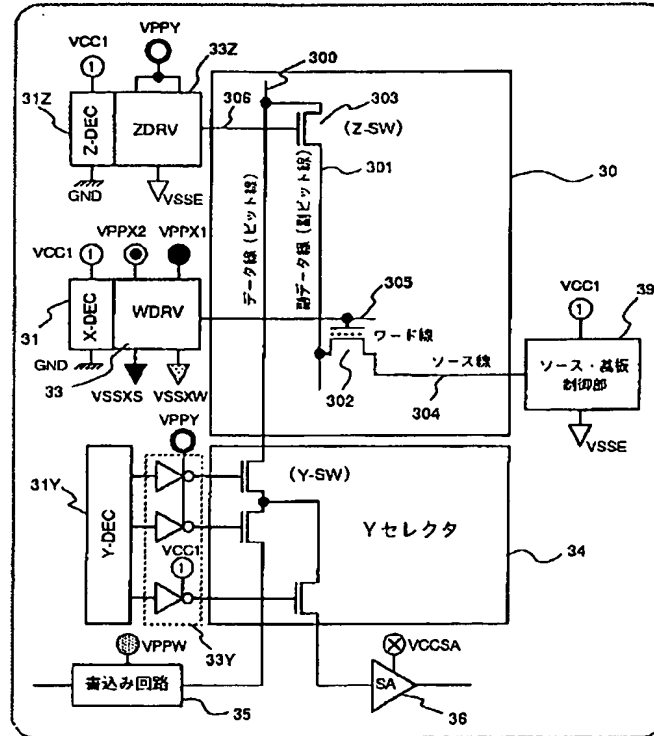 VPPY
VCC1
33Z
300
1
31Z
Z-DEC
ZDRV
306
303
(Z-SW)
301
30
GND
VSSE
データ線(ビット線)
副データ線(副ビット線)
VPPX2
VPPX1
VCC1
1
305
X-DEC
WDRV
ワード線
31
GND
33
302
ソース線
304
VCC1
1
39
ソース・基板
制御部
VSSE
VSSXS
VSSXW
VPPY
31Y
Y-DEC
(Y-SW)
Yセレクタ
VCC1
1
34
33Y
VPPW
書込み回路
35
VCCSA
SA
36